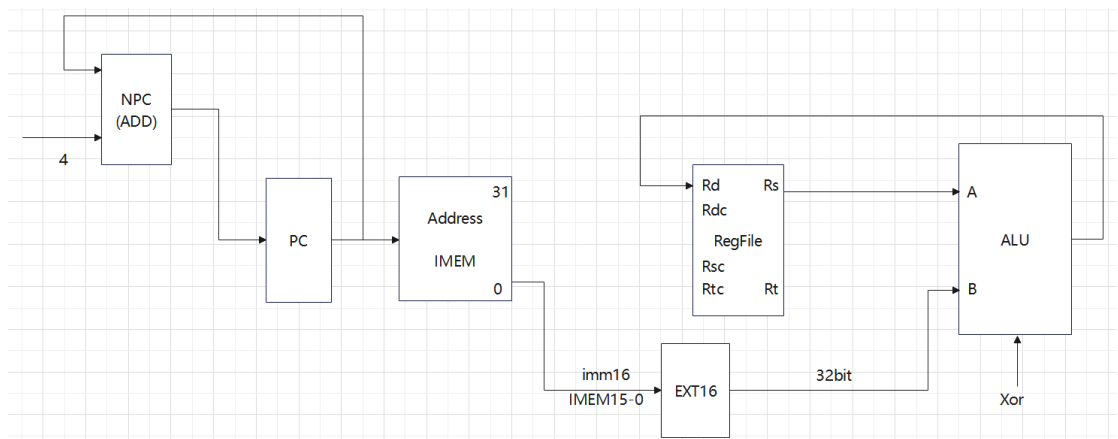 NPC
(ADD)
4
PC
31
Address
IMEM
0
imm16
IMEM15-0
EXT16
32bit
Rd
Rs
Rdc
RegFile
Rsc
Rtc
Rt
A
ALU
B
Xor